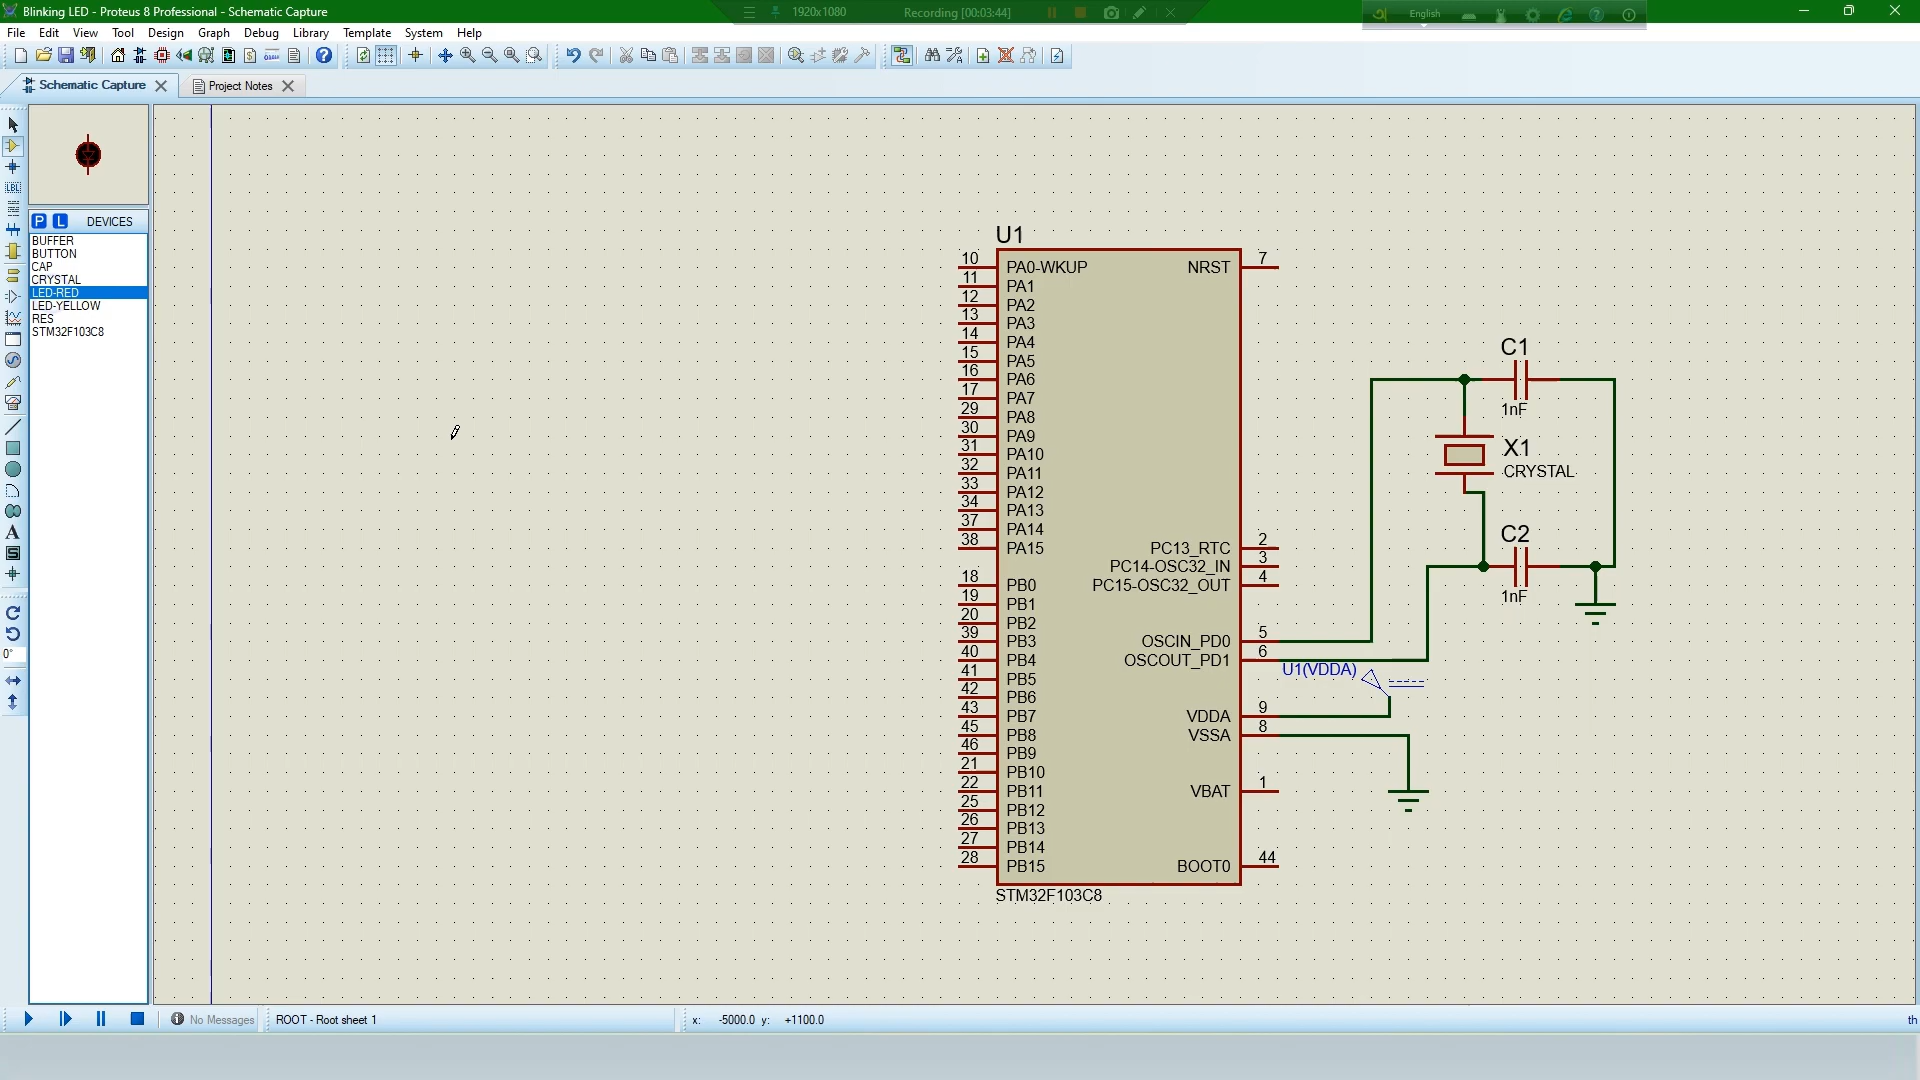 Blinking LED - Proteus 8 Professional - Schematic Capture
1920x1080
Recording [00:03:44]
English
File Edit View Tool Design Graph Debug Library Template System Help
Schematic Capture
Project Notes
P L DEVICES
BUFFER
BUTTON
CAP
CRYSTAL
LED-RED
LED-YELLOW
RES
STM32F103C8
LBL
A
S
0°
U1
10 PA0-WKUP
11 PA1
12 PA2
13 PA3
14 PA4
15 PA5
16 PA6
17 PA7
29 PA8
30 PA9
31 PA10
32 PA11
33 PA12
34 PA13
37 PA14
38 PA15
18 PB0
19 PB1
20 PB2
39 PB3
40 PB4
41 PB5
42 PB6
43 PB7
45 PB8
46 PB9
21 PB10
22 PB11
25 PB12
26 PB13
27 PB14
28 PB15
NRST 7
PC13_RTC 2
PC14-OSC32_IN 3
PC15-OSC32_OUT 4
OSCIN_PD0 5
OSCOUT_PD1 6
VDDA 9
VSSA 8
VBAT 1
BOOT0 44
STM32F103C8
U1(VDDA)
C1
1nF
X1
CRYSTAL
C2
1nF
No Messages
ROOT - Root sheet 1
x: -5000.0 y: +1100.0
th